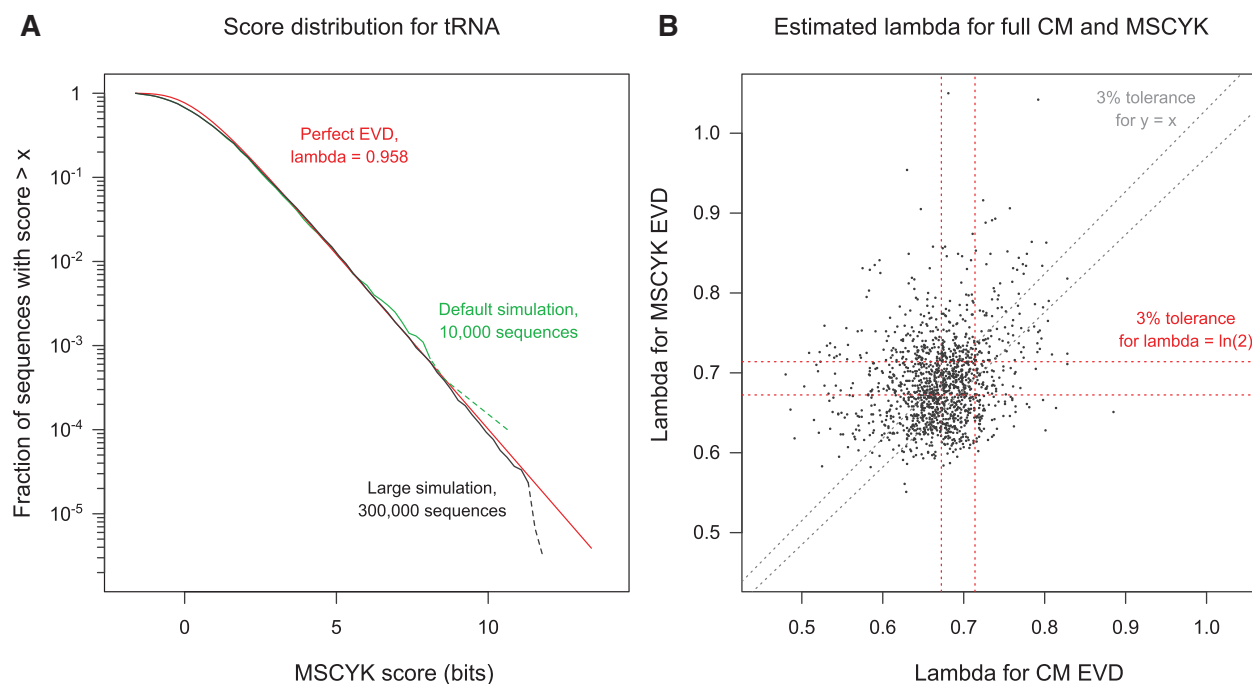 A
Score distribution for tRNA
Fraction of sequences with score > x
1
10-1
10-2
10-3
10-4
10-5
Perfect EVD,
lambda = 0.958
Default simulation,
10,000 sequences
Large simulation,
300,000 sequences
0
5
10
MSCYK score (bits)
B
Estimated lambda for full CM and MSCYK
Lambda for MSCYK EVD
1.0
0.9
0.8
0.7
0.6
0.5
3% tolerance
for y = x
3% tolerance
for lambda = ln(2)
0.5
0.6
0.7
0.8
0.9
1.0
Lambda for CM EVD